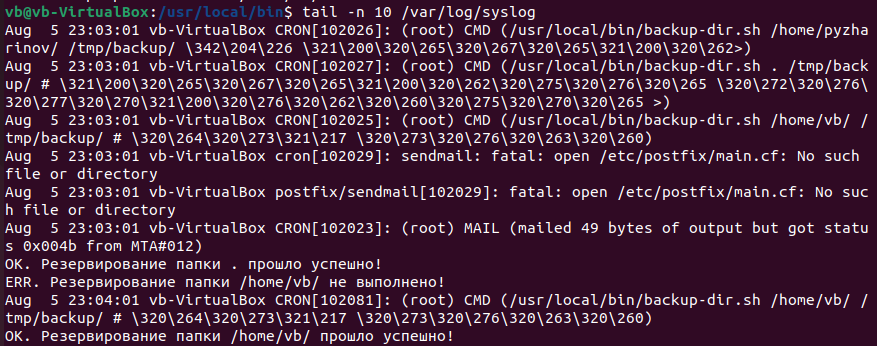 vb@vb-VirtualBox:/usr/local/bin$ tail -n 10 /var/log/syslog
Aug  5 23:03:01 vb-VirtualBox CRON[102026]: (root) CMD (/usr/local/bin/backup-dir.sh /home/pyzha
rinov/ /tmp/backup/ \342\204\226 \321\200\320\265\320\267\320\265\321\200\320\262>)
Aug  5 23:03:01 vb-VirtualBox CRON[102027]: (root) CMD (/usr/local/bin/backup-dir.sh . /tmp/back
up/ # \321\200\320\265\320\267\320\265\321\200\320\262\320\275\320\276\320\265 \320\272\320\276\
320\277\320\270\321\200\320\276\320\262\320\260\320\275\320\270\320\265 >)
Aug  5 23:03:01 vb-VirtualBox CRON[102025]: (root) CMD (/usr/local/bin/backup-dir.sh /home/vb/ /
tmp/backup/ # \320\264\320\273\321\217 \320\273\320\276\320\263\320\260)
Aug  5 23:03:01 vb-VirtualBox cron[102029]: sendmail: fatal: open /etc/postfix/main.cf: No such
file or directory
Aug  5 23:03:01 vb-VirtualBox postfix/sendmail[102029]: fatal: open /etc/postfix/main.cf: No suc
h file or directory
Aug  5 23:03:01 vb-VirtualBox CRON[102023]: (root) MAIL (mailed 49 bytes of output but got statu
s 0x004b from MTA#012)
OK. Резервирование папки . прошло успешно!
ERR. Резервирование папки /home/vb/ не выполнено!
Aug  5 23:04:01 vb-VirtualBox CRON[102081]: (root) CMD (/usr/local/bin/backup-dir.sh /home/vb/ /
tmp/backup/ # \320\264\320\273\321\217 \320\273\320\276\320\263\320\260)
OK. Резервирование папки /home/vb/ прошло успешно!